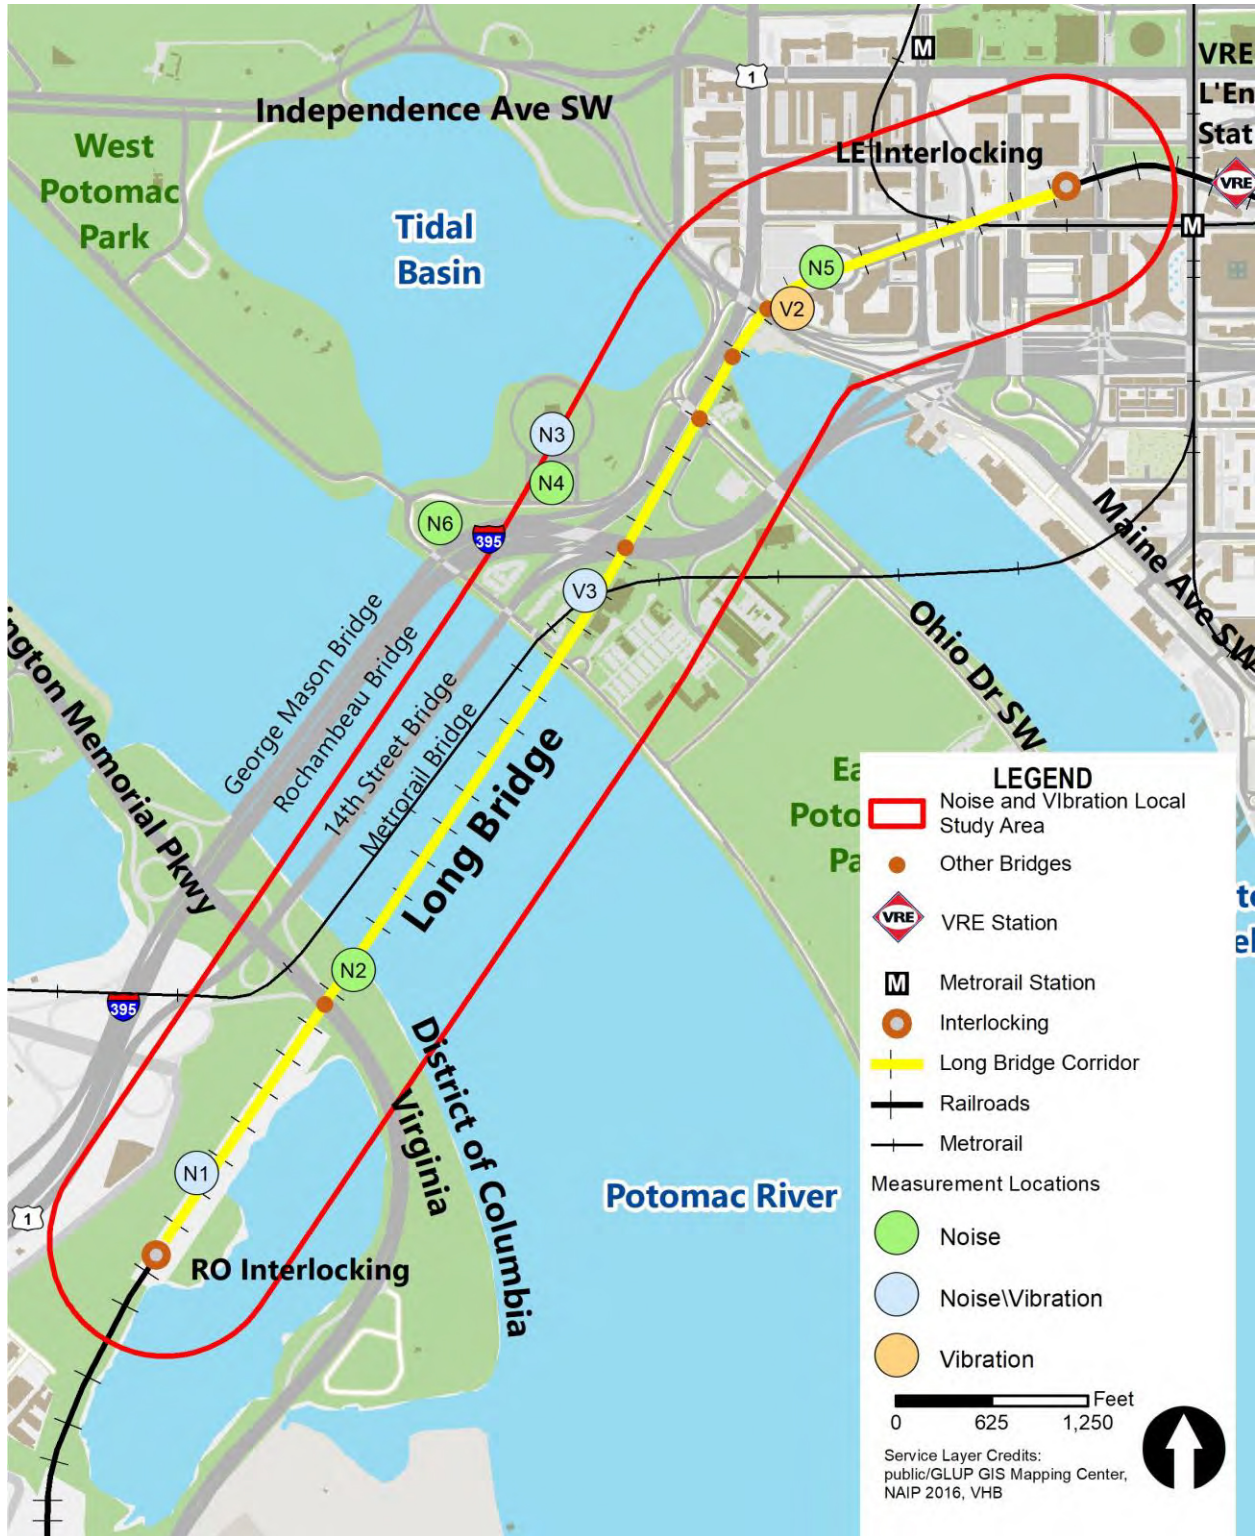 M
VRE
L'En
Stat
1
Independence Ave SW
West
Potomac
Park
LE Interlocking
VRE
M
Tidal
Basin
N5
V2
N3
N4
N6
395
V3
Maine Ave SW
Ohio Dr SW
George Mason Bridge
Rochambeau Bridge
14th Street Bridge
Metrorail Bridge
Long Bridge
ington Memorial Pkwy
Ea
Poto
Pa
N2
395
District of Columbia
Virginia
N1
1
RO Interlocking
Potomac River
LEGEND
Noise and VIbration Local
Study Area
Other Bridges
VRE
VRE Station
M
Metrorail Station
Interlocking
Long Bridge Corridor
Railroads
Metrorail
Measurement Locations
Noise
Noise\Vibration
Vibration
Feet
0 625 1,250
Service Layer Credits:
public/GLUP GIS Mapping Center,
NAIP 2016, VHB